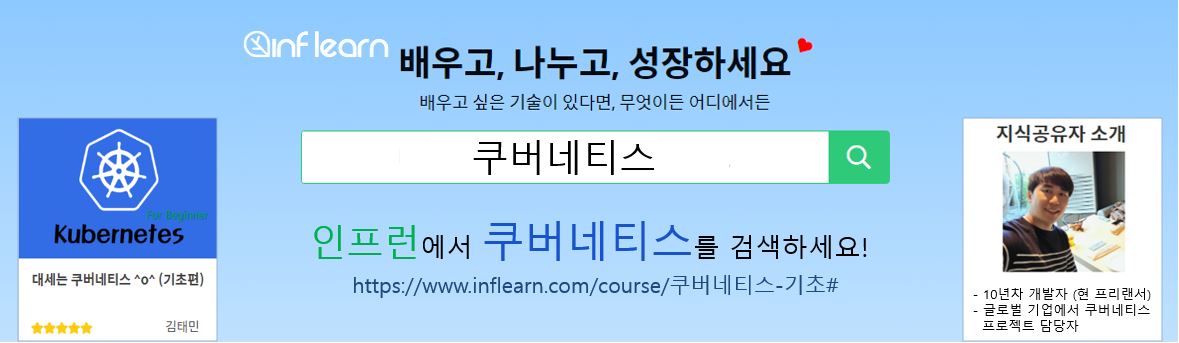 inflearn
배우고, 나누고, 성장하세요
배우고 싶은 기술이 있다면, 무엇이든 어디에서든
쿠버네티스
인프런에서 쿠버네티스를 검색하세요!
https://www.inflearn.com/course/쿠버네티스-기초#
For Beginner
Kubernetes
대세는 쿠버네티스 ^o^ (기초편)
김태민
지식공유자 소개
- 10년차 개발자 (현 프리랜서)
- 글로벌 기업에서 쿠버네티스
프로젝트 담당자